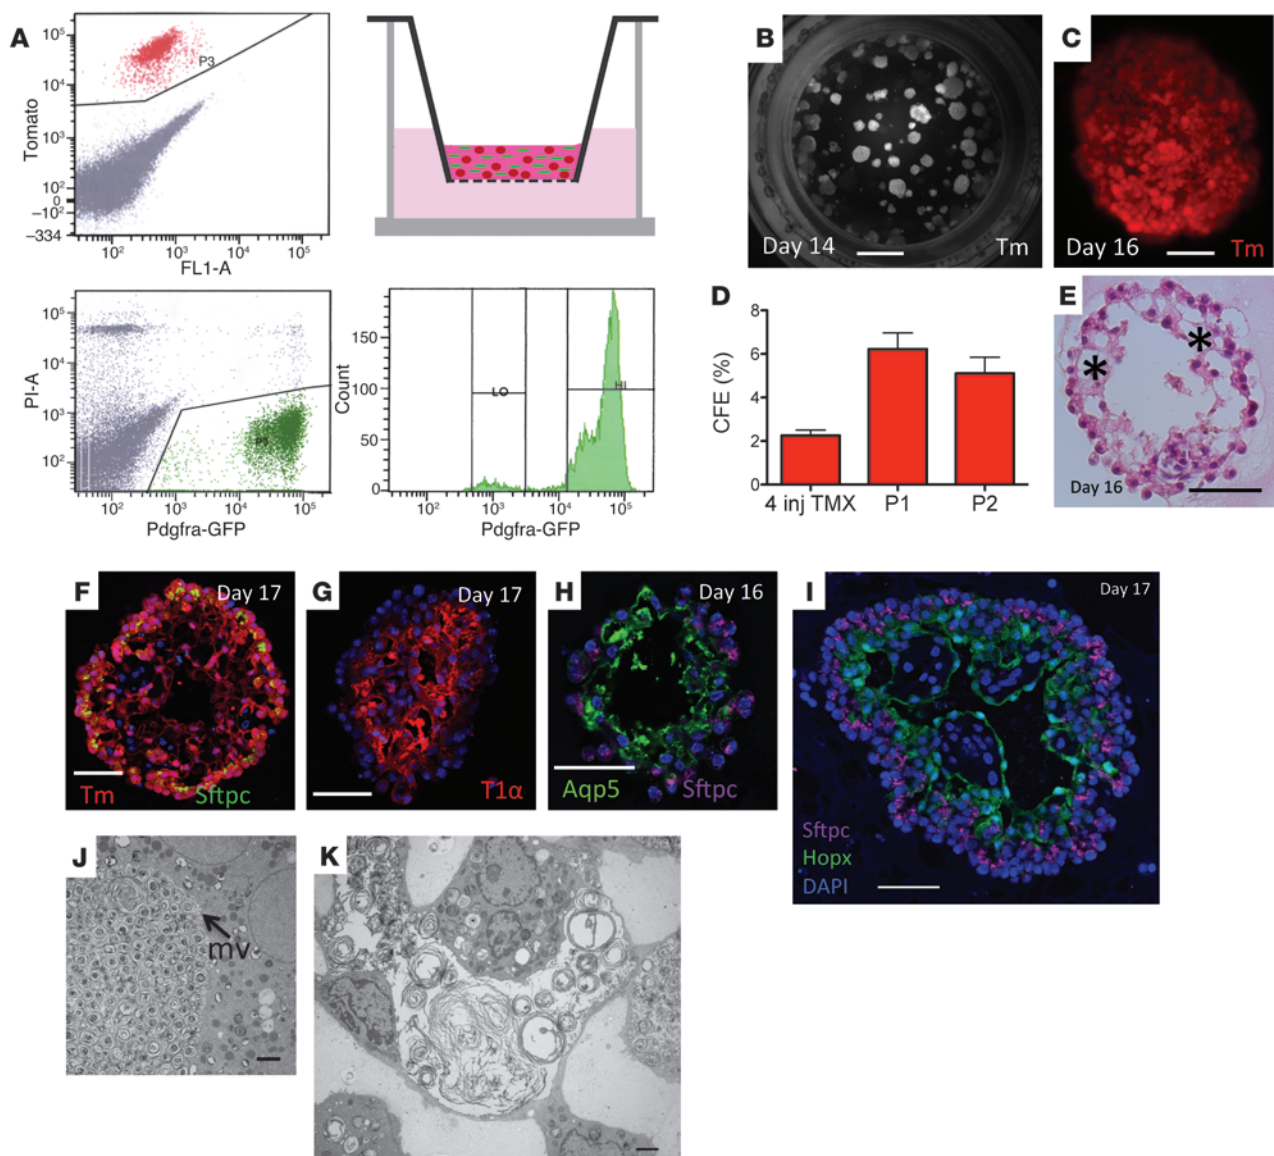 A
10⁵
10⁴
10³
10²
0
−10²
−334
Tomato
P3
10² 10³ 10⁴ 10⁵
FL1-A
B
Day 14
Tm
C
Day 16
Tm
10⁵
10⁴
10³
10²
PI-A
10² 10³ 10⁴ 10⁵
Pdgfra-GFP
150
100
50
0
Count
LO
HI
10² 10³ 10⁴ 10⁵
Pdgfra-GFP
D
8
6
4
2
0
CFE (%)
4 inj TMX P1 P2
E
* *
Day 16
F
Day 17
Tm Sftpc
G
Day 17
T1α
H
Day 16
Aqp5 Sftpc
I
Day 17
Sftpc
Hopx
DAPI
J
mv
K